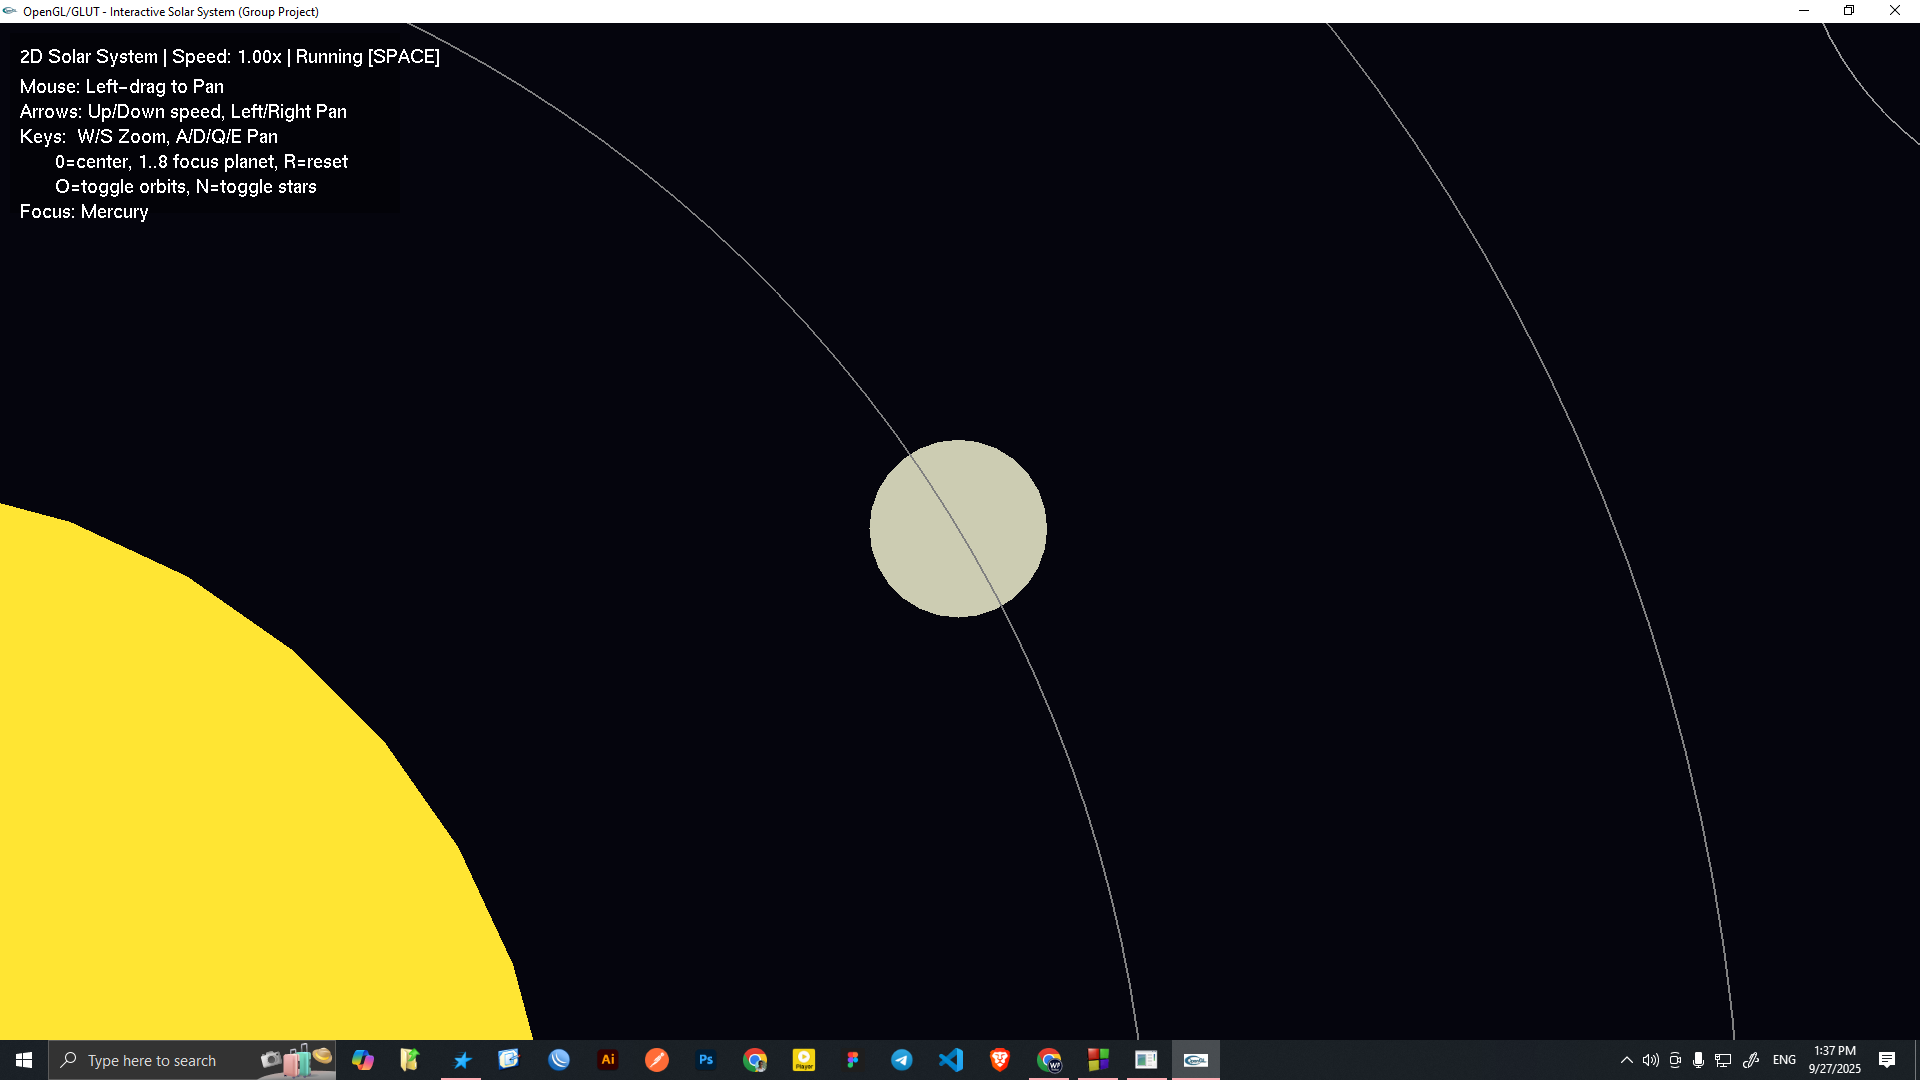 OpenGL/GLUT - Interactive Solar System (Group Project)
2D Solar System | Speed: 1.00x | Running [SPACE]
Mouse: Left-drag to Pan
Arrows: Up/Down speed, Left/Right Pan
Keys:  W/S Zoom, A/D/Q/E Pan
0=center, 1..8 focus planet, R=reset
O=toggle orbits, N=toggle stars
Focus: Mercury
Type here to search
Ai
Ps
Player
W
OpenGL
ENG
1:37 PM
9/27/2025